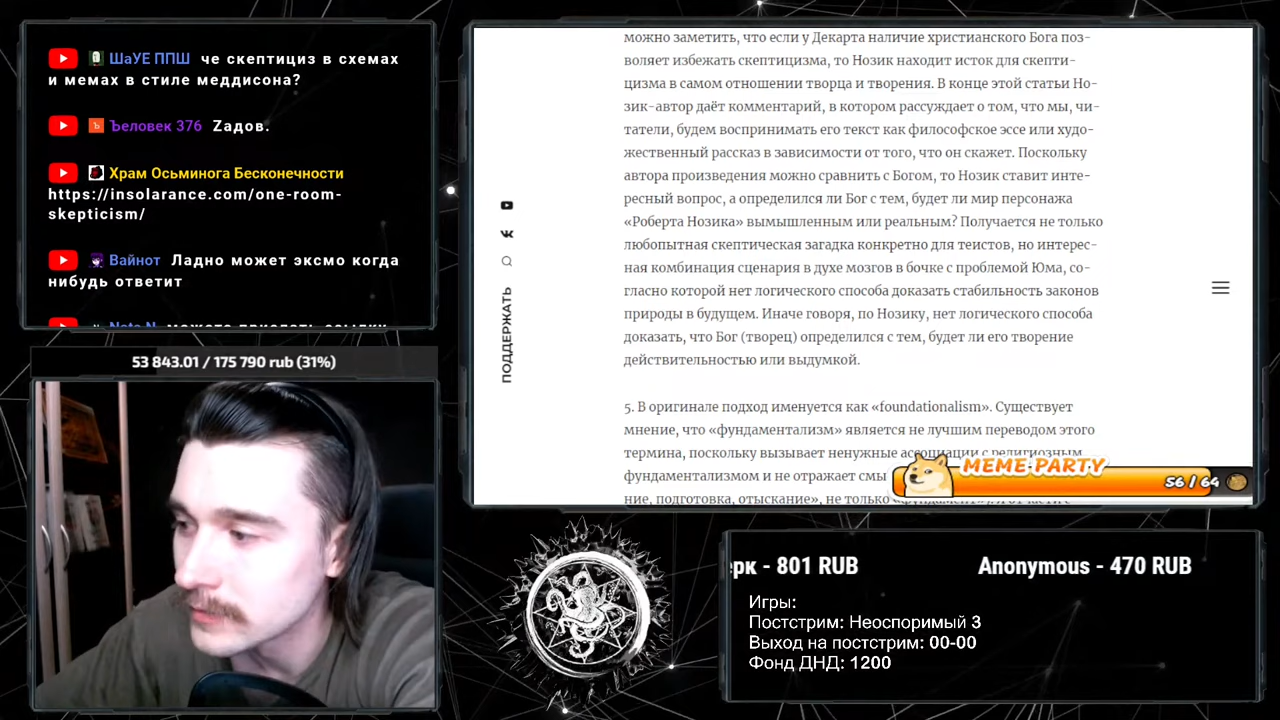 ШаУЕ ППШ че скептициз в схемах
и мемах в стиле меддисона?
Ъеловек 376 Zадов.
Храм Осьминога Бесконечности
https://insolarance.com/one-room-
skepticism/
Вайнот Ладно может эксмо когда
нибудь ответит
53 843.01 / 175 790 rub (31%)
ПОДДЕРЖАТЬ
можно заметить, что если у Декарта наличие христианского Бога поз-
воляет избежать скептицизма, то Нозик находит исток для скепти-
цизма в самом отношении творца и творения. В конце этой статьи Но-
зик-автор даёт комментарий, в котором рассуждает о том, что мы, чи-
татели, будем воспринимать его текст как философское эссе или худо-
жественный рассказ в зависимости от того, что он скажет. Поскольку
автора произведения можно сравнить с Богом, то Нозик ставит инте-
ресный вопрос, а определился ли Бог с тем, будет ли мир персонажа
«Роберта Нозика» вымышленным или реальным? Получается не только
любопытная скептическая загадка конкретно для теистов, но интерес-
ная комбинация сценария в духе мозгов в бочке с проблемой Юма, со-
гласно которой нет логического способа доказать стабильность законов
природы в будущем. Иначе говоря, по Нозику, нет логического способа
доказать, что Бог (творец) определился с тем, будет ли его творение
действительностью или выдумкой.
5. В оригинале подход именуется как «foundationalism». Существует
мнение, что «фундаментализм» является не лучшим переводом этого
термина, поскольку вызывает ненужные ассоциации с религиозным
фундаментализмом и не отражает
ние, подготовка, отыскание», не только
MEME PARTY
56 / 64
рк - 801 RUB
Anonymous - 470 RUB
Игры:
Постстрим: Неоспоримый 3
Выход на постстрим: 00-00
Фонд ДНД: 1200